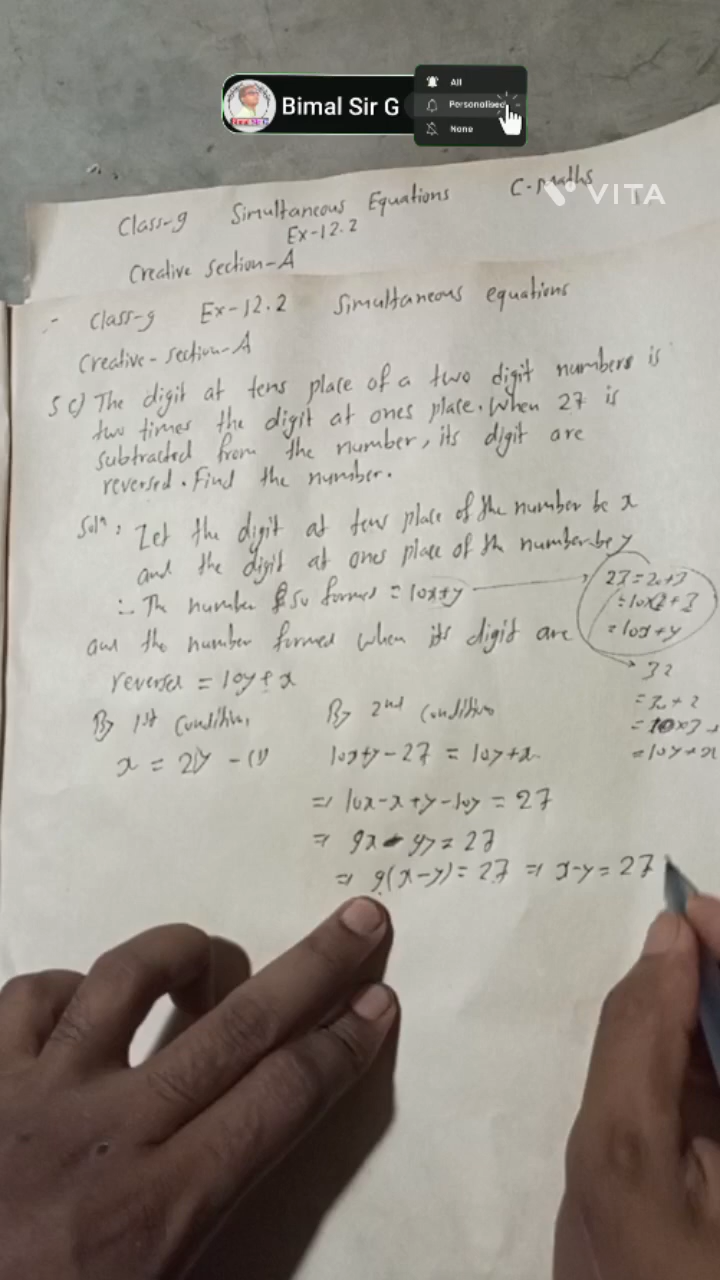 All
Bimal Sir G
Personalised
None
VITA
Class-9 Simultaneous Equations C-Maths
Ex-12.2
Creative Section-A
Class-9 Ex-12.2 Simultaneous equations
Creative-section-A
5 c) The digit at tens place of a two digit numbers is
two times the digit at ones place. When 27 is
subtracted from the number, its digit are
reversed. Find the number.
Solⁿ: Let the digit at tens place of the number be x
and the digit at ones place of the number be y
∴ The number so formed = 10x+y
27=20+7
=10×2+7
=10x+y
and the number formed when its digit are
reversed = 10y+x
=10y+x
By 1st condition,
x = 2y -(1)
By 2nd condition
10x+y-27 = 10y+x
⇒ 10x-x+y-10y = 27
⇒ 9x-9y=27
⇒ 9(x-y)=27 ⇒ x-y=27